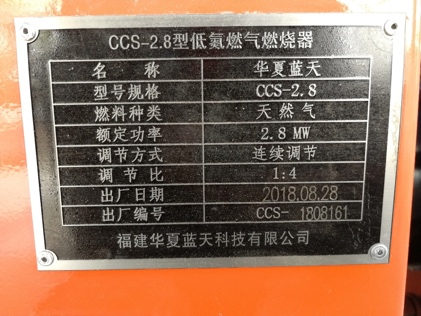 CCS-2.8型低氮燃气燃烧器
名 称 华夏蓝天
型号规格 CCS-2.8
燃料种类 天然气
额定功率 2.8 MW
调节方式 连续调节
调 节 比 1:4
出厂日期 2018.08.28
出厂编号 CCS- 1808161
福建华夏蓝天科技有限公司